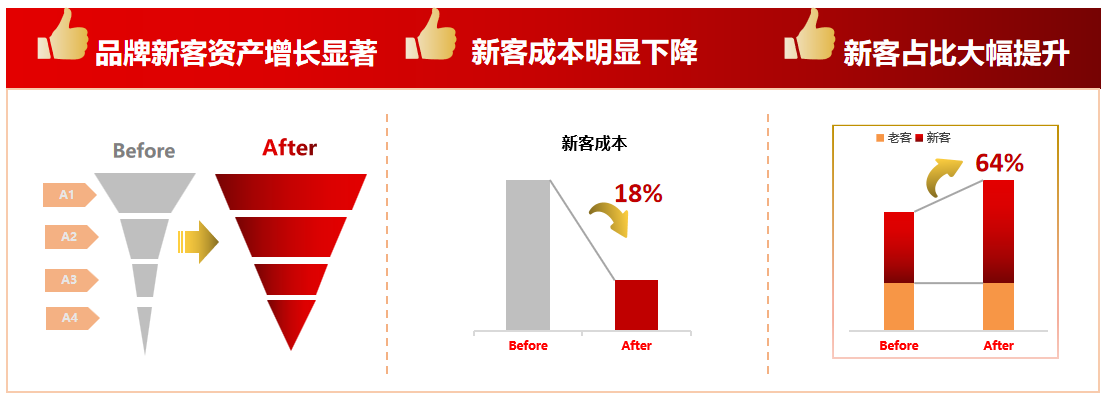 品牌新客资产增长显著
新客成本明显下降
新客占比大幅提升
Before
After
A1
A2
A3
A4
新客成本
18%
Before
After
老客 新客
64%
Before
After